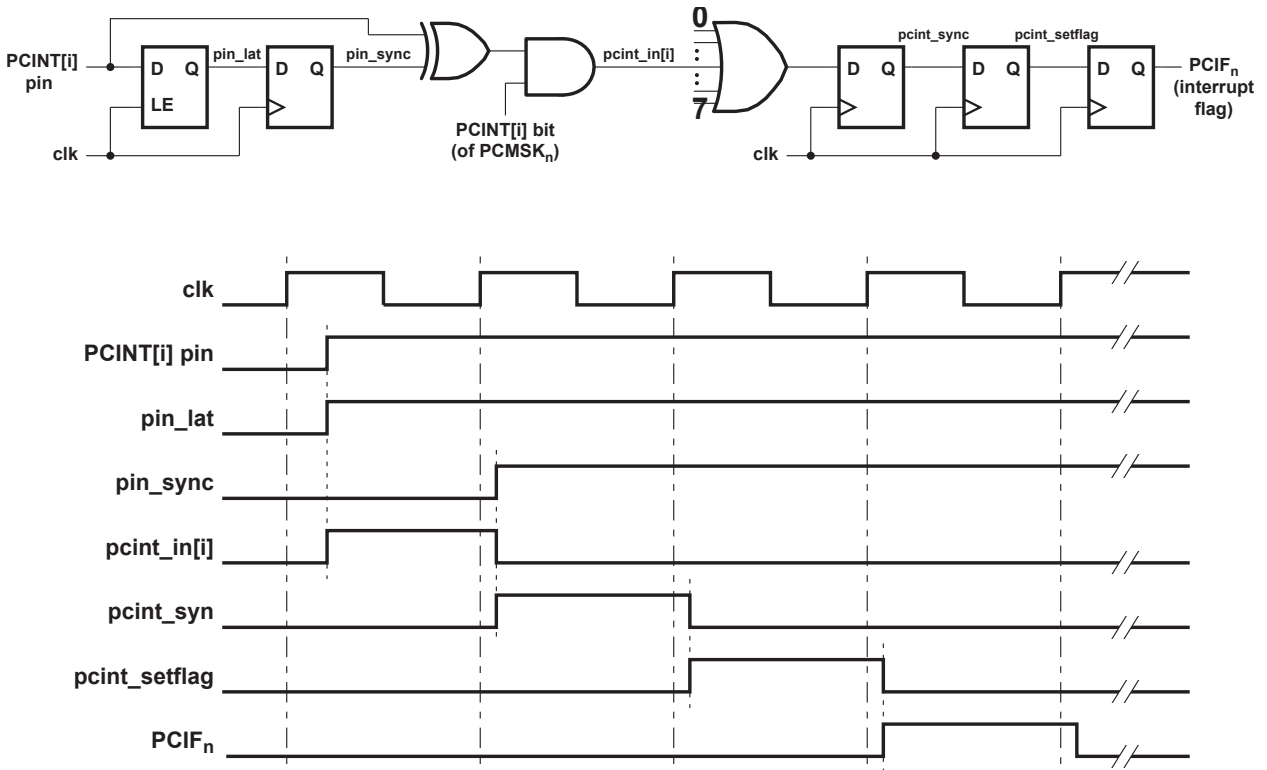 PCINT[i]
pin
D Q
LE
clk
pin_lat
D Q
pin_sync
PCINT[i] bit
(of PCMSKn)
pcint_in[i]
0
7
clk
D Q
pcint_sync
D Q
pcint_setflag
D Q
PCIFn
(interrupt
flag)
clk
PCINT[i] pin
pin_lat
pin_sync
pcint_in[i]
pcint_syn
pcint_setflag
PCIFn